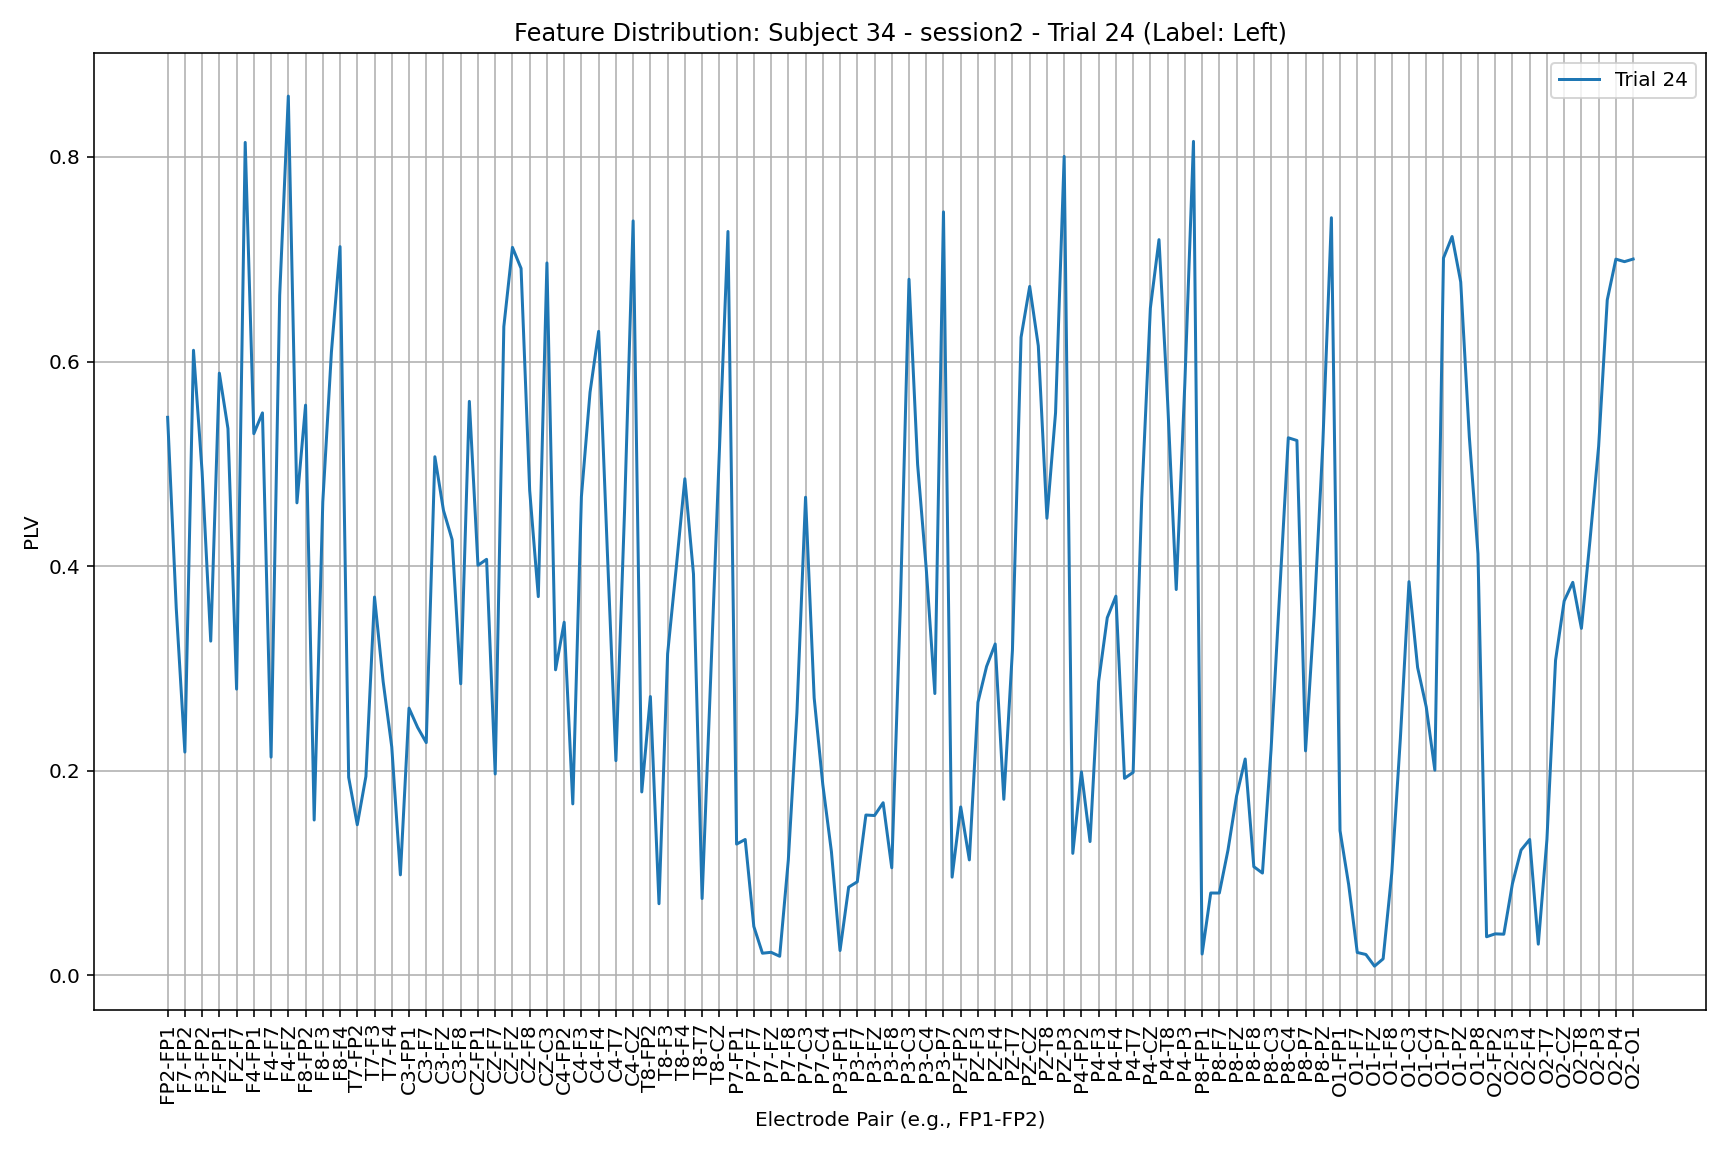 Feature Distribution: Subject 34 - session2 - Trial 24 (Label: Left)
Trial 24
PLV
0.8
0.6
0.4
0.2
0.0
FP2-FP1
F7-FP2
F3-FP2
FZ-FP1
FZ-F7
F4-FP1
F4-F7
F4-FZ
F8-FP2
F8-F3
F8-F4
T7-FP2
T7-F3
T7-F4
C3-FP1
C3-F7
C3-FZ
C3-F8
CZ-FP1
CZ-F7
CZ-FZ
CZ-F8
CZ-C3
C4-FP2
C4-F3
C4-F4
C4-T7
C4-CZ
T8-FP2
T8-F3
T8-F4
T8-T7
T8-CZ
P7-FP1
P7-F7
P7-FZ
P7-F8
P7-C3
P7-C4
P3-FP1
P3-F7
P3-FZ
P3-F8
P3-C3
P3-C4
P3-P7
PZ-FP2
PZ-F3
PZ-F4
PZ-T7
PZ-CZ
PZ-T8
PZ-P3
P4-FP2
P4-F3
P4-F4
P4-T7
P4-CZ
P4-T8
P4-P3
P8-FP1
P8-F7
P8-FZ
P8-F8
P8-C3
P8-C4
P8-P7
P8-PZ
O1-FP1
O1-F7
O1-FZ
O1-F8
O1-C3
O1-C4
O1-P7
O1-PZ
O1-P8
O2-FP2
O2-F3
O2-F4
O2-T7
O2-CZ
O2-T8
O2-P3
O2-P4
O2-O1
Electrode Pair (e.g., FP1-FP2)